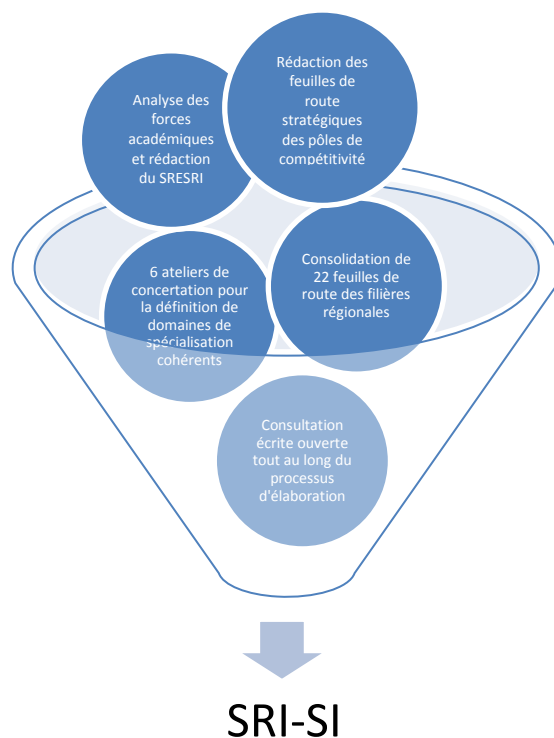 Rédaction des
feuilles de
route
stratégiques
des pôles de
compétitivité
Analyse des
forces
académiques
et rédaction
du SRESRI
6 ateliers de
concertation pour
la définition de
domaines de
spécialisation
cohérents
Consolidation de
22 feuilles de
route des filières
régionales
Consultation
écrite ouverte
tout au long du
processus
d'élaboration
SRI-SI